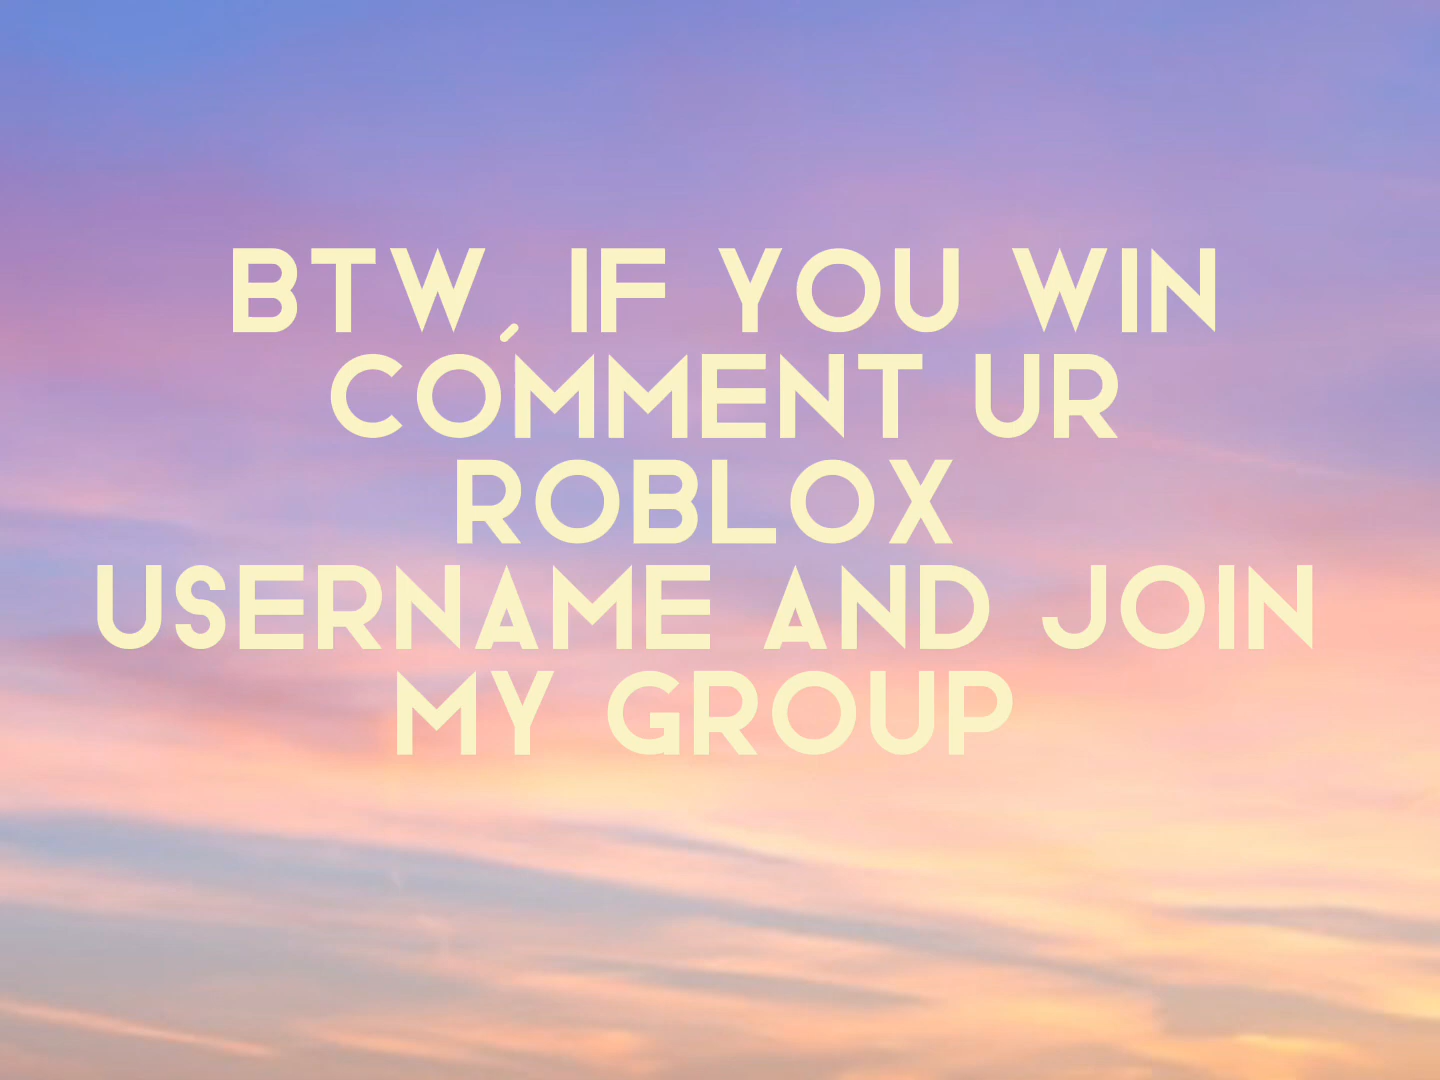 BTW, IF YOU WIN
COMMENT UR
ROBLOX
USERNAME AND JOIN
MY GROUP